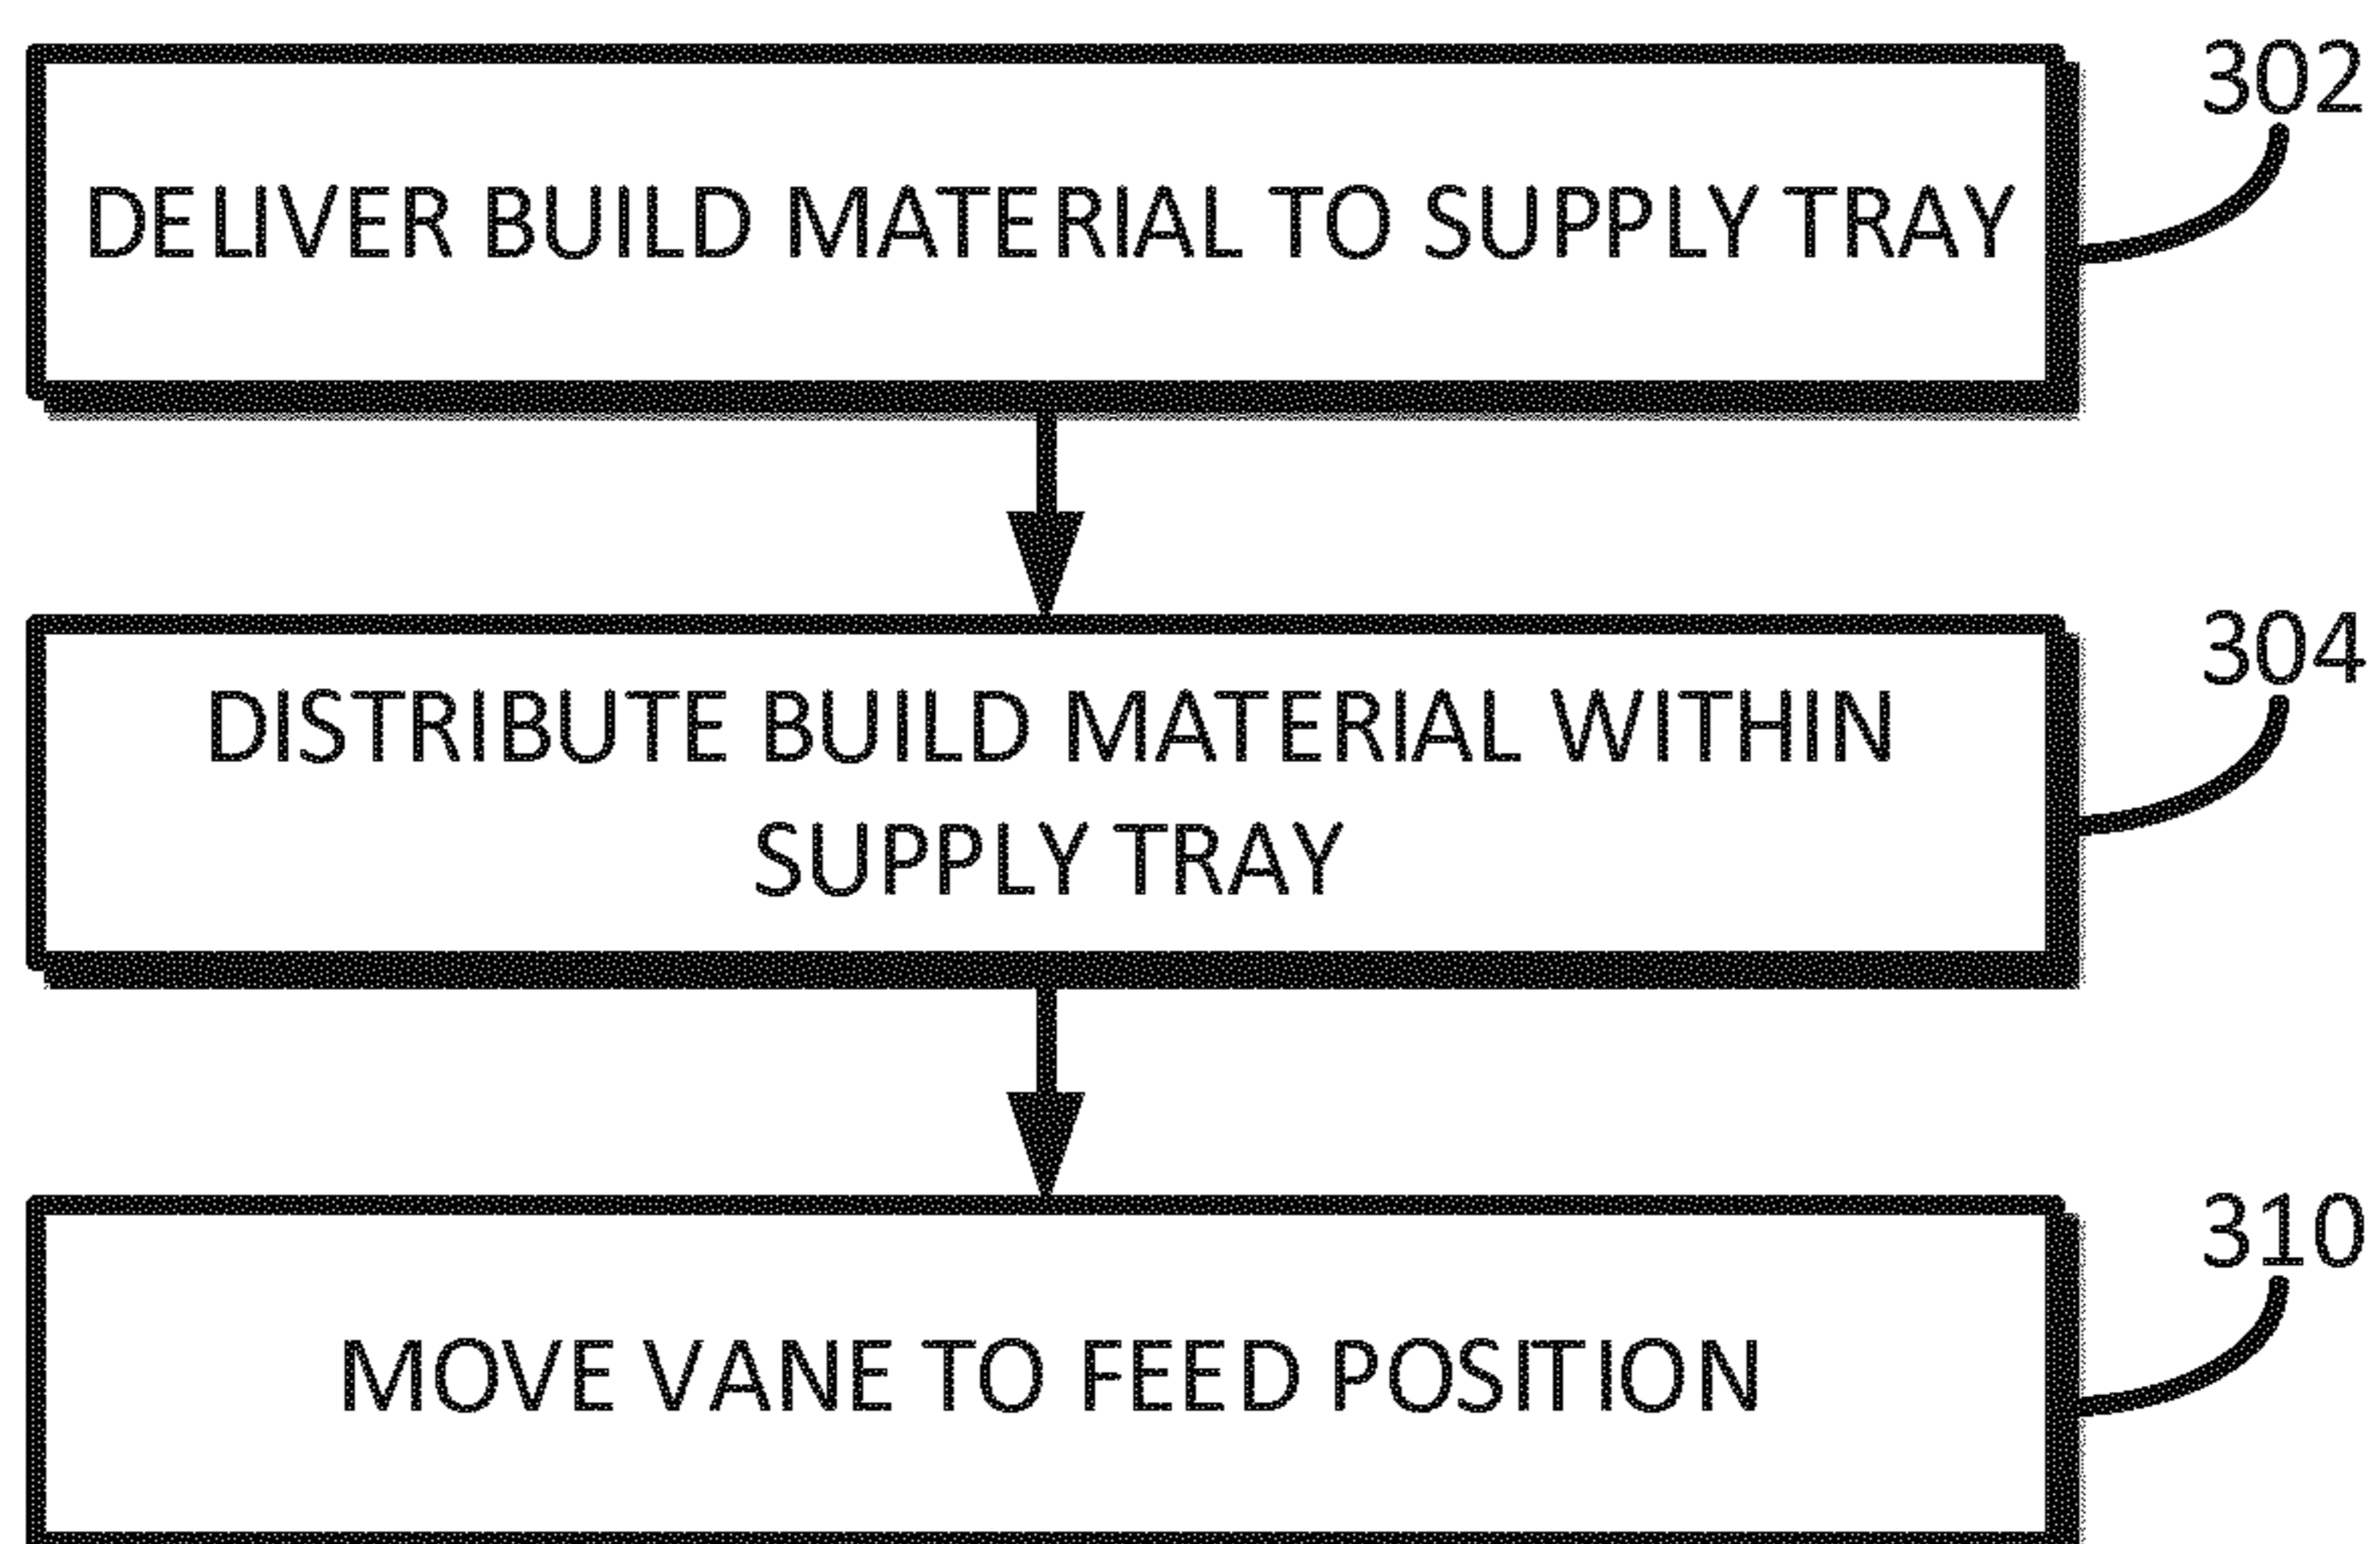 302
DELIVER BUILD MATERIAL TO SUPPLY TRAY
304
DISTRIBUTE BUILD MATERIAL WITHIN
SUPPLY TRAY
310
MOVE VANE TO FEED POSITION